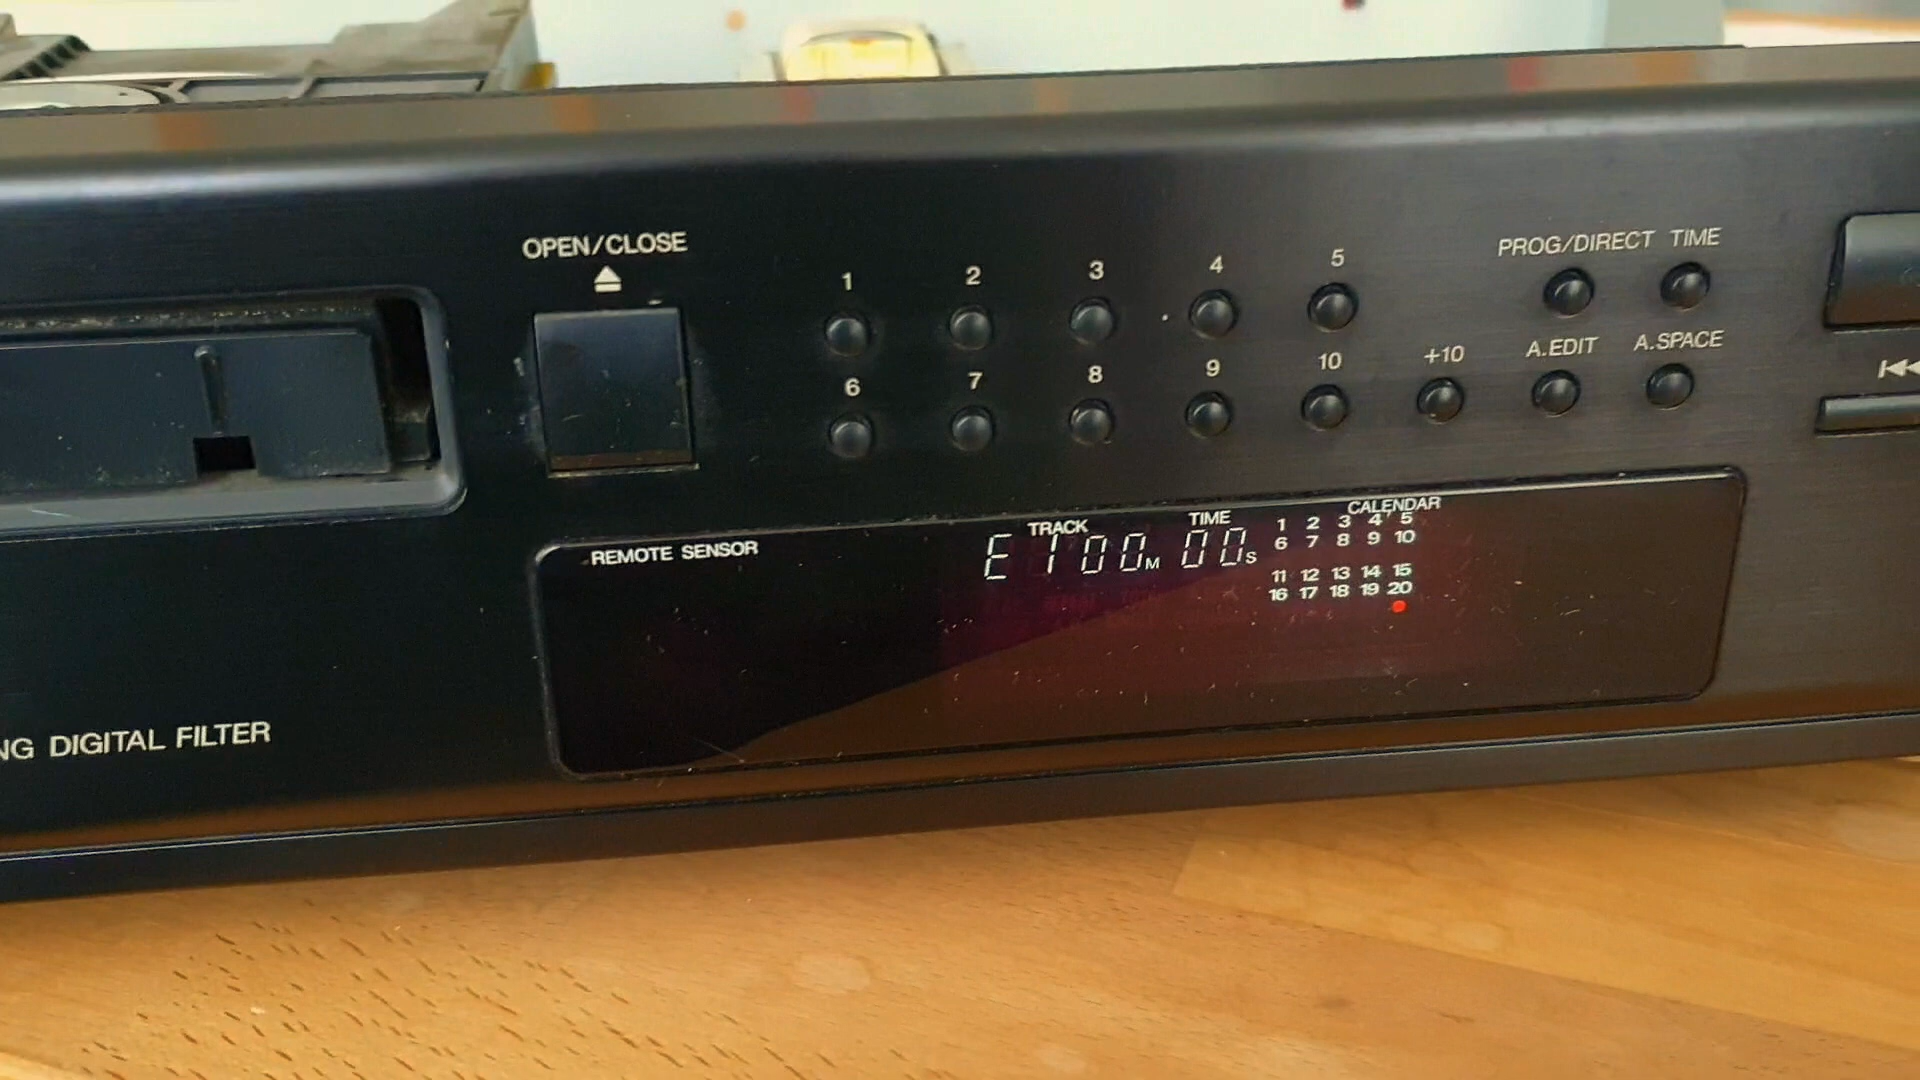 OPEN/CLOSE
1 2 3 4 5
PROG/DIRECT TIME
6 7 8 9 10 +10 A.EDIT A.SPACE
REMOTE SENSOR
TRACK TIME CALENDAR
E 1 00M 00S
1 2 3 4 5
6 7 8 9 10
11 12 13 14 15
16 17 18 19 20
NG DIGITAL FILTER